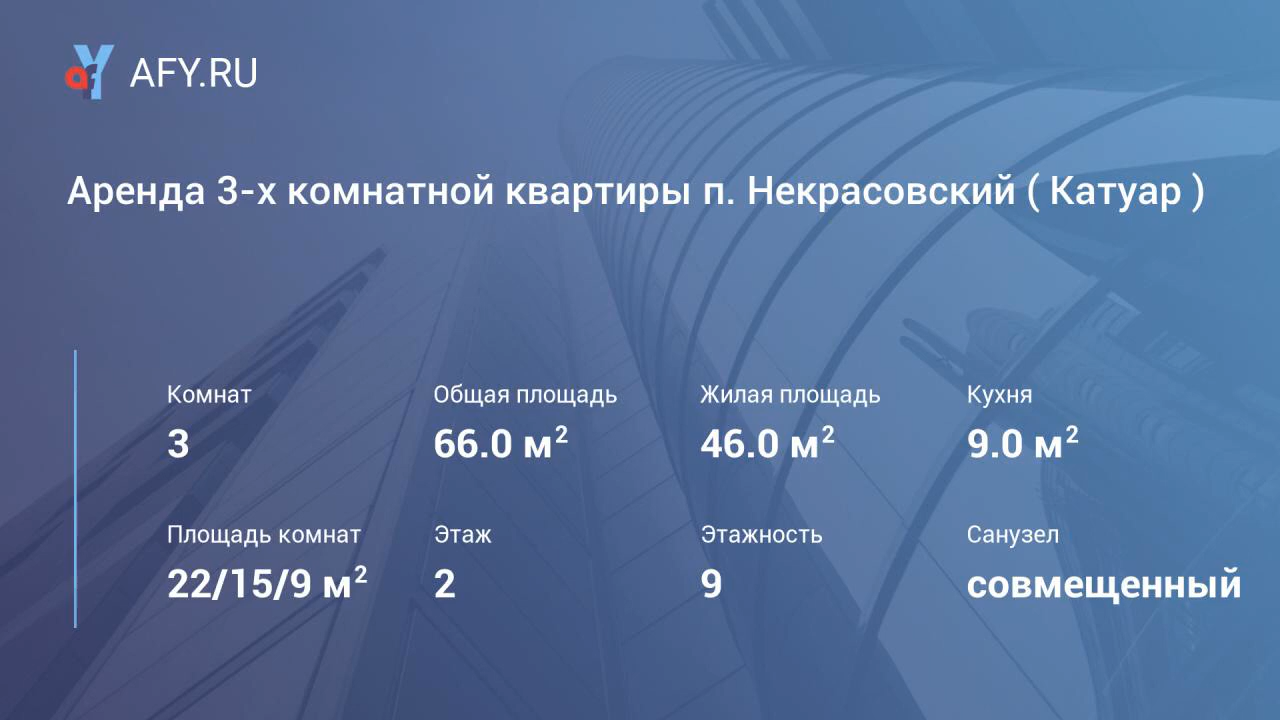 afY AFY.RU
Аренда 3-х комнатной квартиры п. Некрасовский ( Катуар )
Комнат Общая площадь Жилая площадь Кухня
3 66.0 м² 46.0 м² 9.0 м²
Площадь комнат Этаж Этажность Санузел
22/15/9 м² 2 9 совмещенный